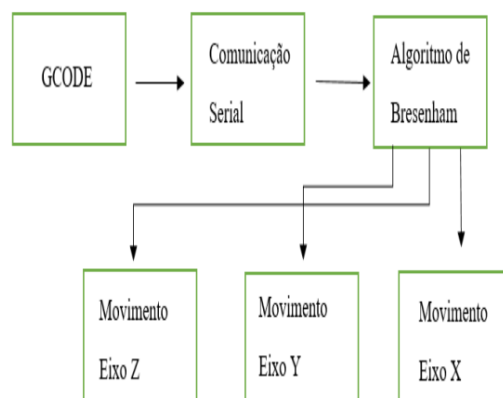 GCODE
Comunicação
Serial
Algoritmo de
Bresenham
Movimento
Eixo Z
Movimento
Eixo Y
Movimento
Eixo X